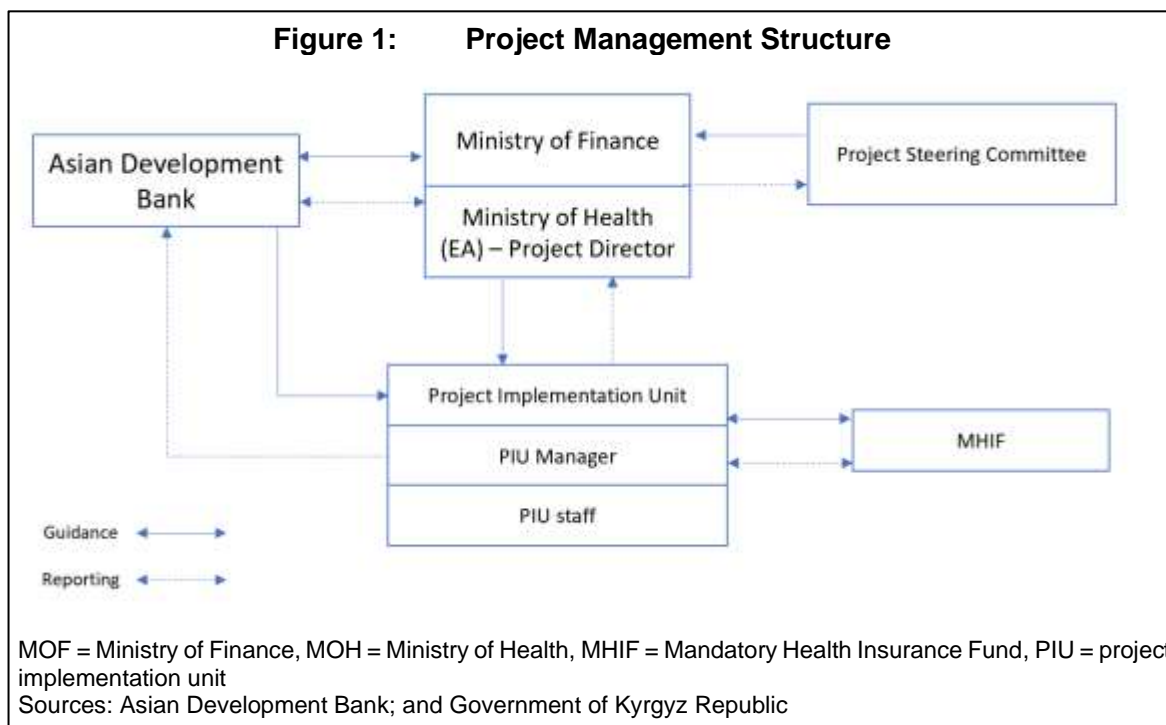 Figure 1: Project Management Structure
Asian Development
Bank
Ministry of Finance
Ministry of Health
(EA) – Project Director
Project Steering Committee
Project Implementation Unit
PIU Manager
PIU staff
MHIF
Guidance
Reporting
MOF = Ministry of Finance, MOH = Ministry of Health, MHIF = Mandatory Health Insurance Fund, PIU = project
implementation unit
Sources: Asian Development Bank; and Government of Kyrgyz Republic